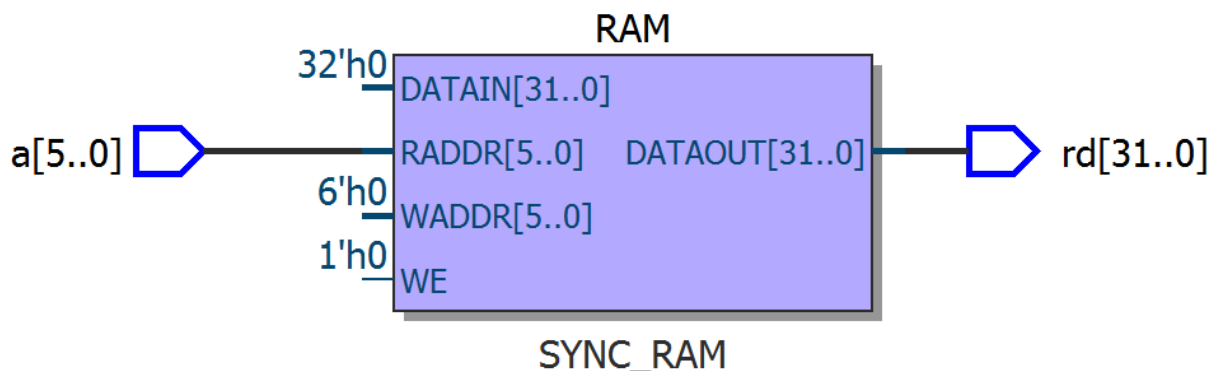 RAM
32'h0
DATAIN[31..0]
a[5..0]
RADDR[5..0] DATAOUT[31..0]
rd[31..0]
6'h0
WADDR[5..0]
1'h0
WE
SYNC_RAM